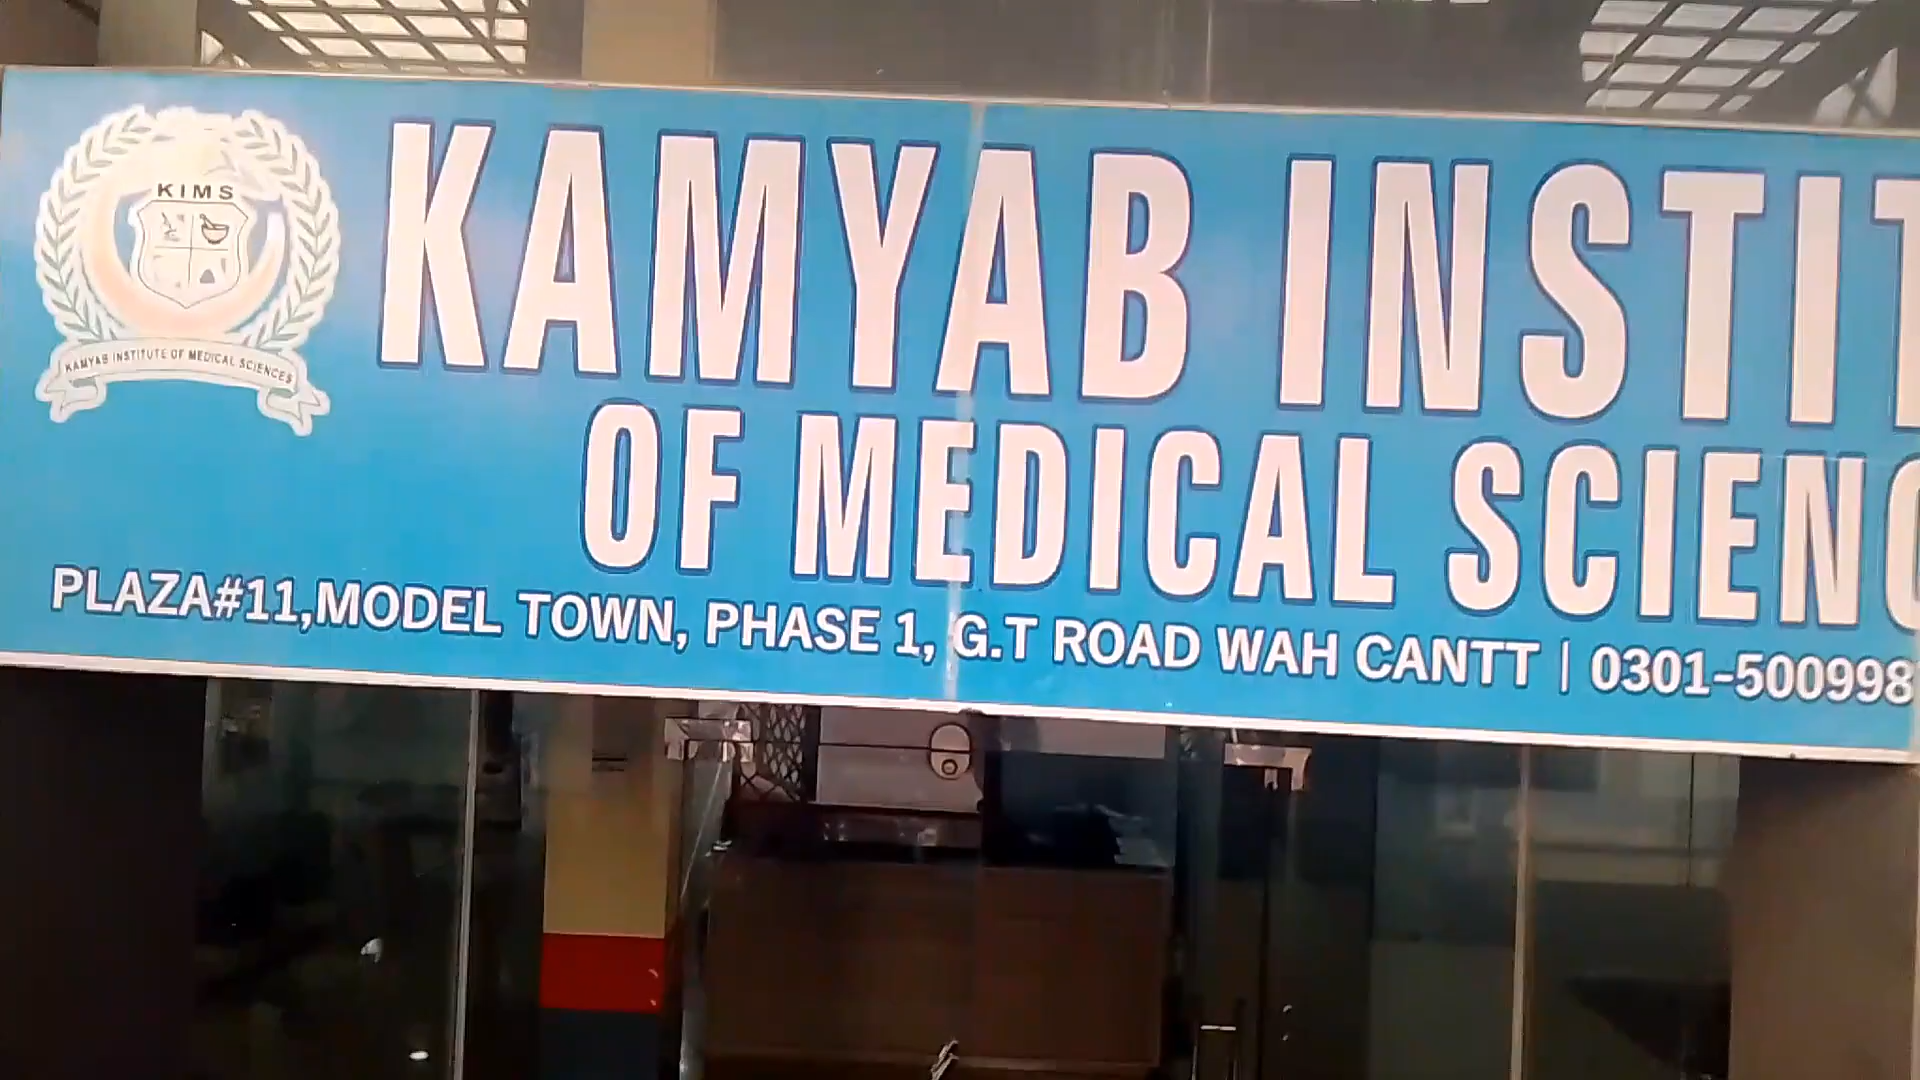 KIMS
KAMYAB INSTITUTE OF MEDICAL SCIENCES
KAMYAB INSTIT
OF MEDICAL SCIENC
PLAZA#11,MODEL TOWN, PHASE 1, G.T ROAD WAH CANTT | 0301-500998